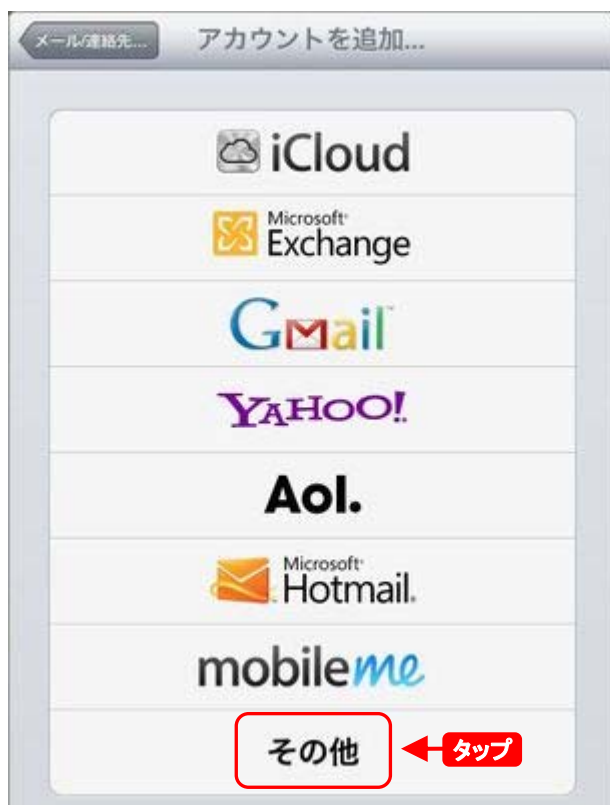 メール/連絡先... アカウントを追加...
iCloud
Microsoft
Exchange
Gmail
YAHOO!
Aol.
Microsoft
Hotmail
mobileme
その他 タップ